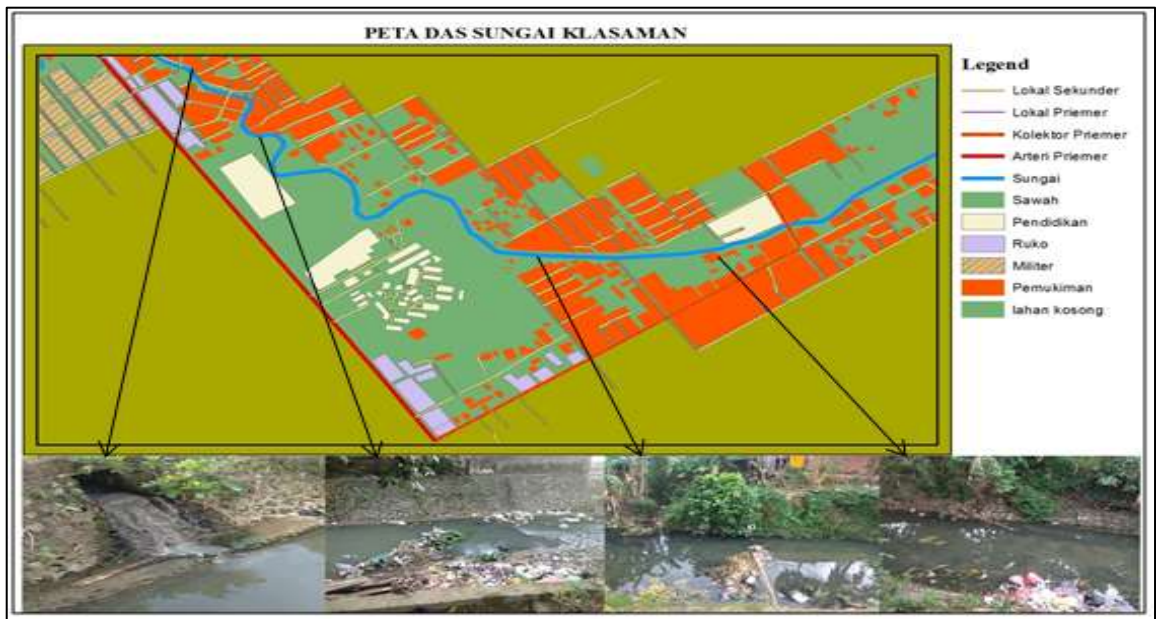 PETA DAS SUNGAI KLASAMAN
Legend
Lokal Sekunder
Lokal Priemer
Kolektor Priemer
Arteri Priemer
Sungai
Sawah
Pendidikan
Ruko
Militer
Pemukiman
lahan kosong